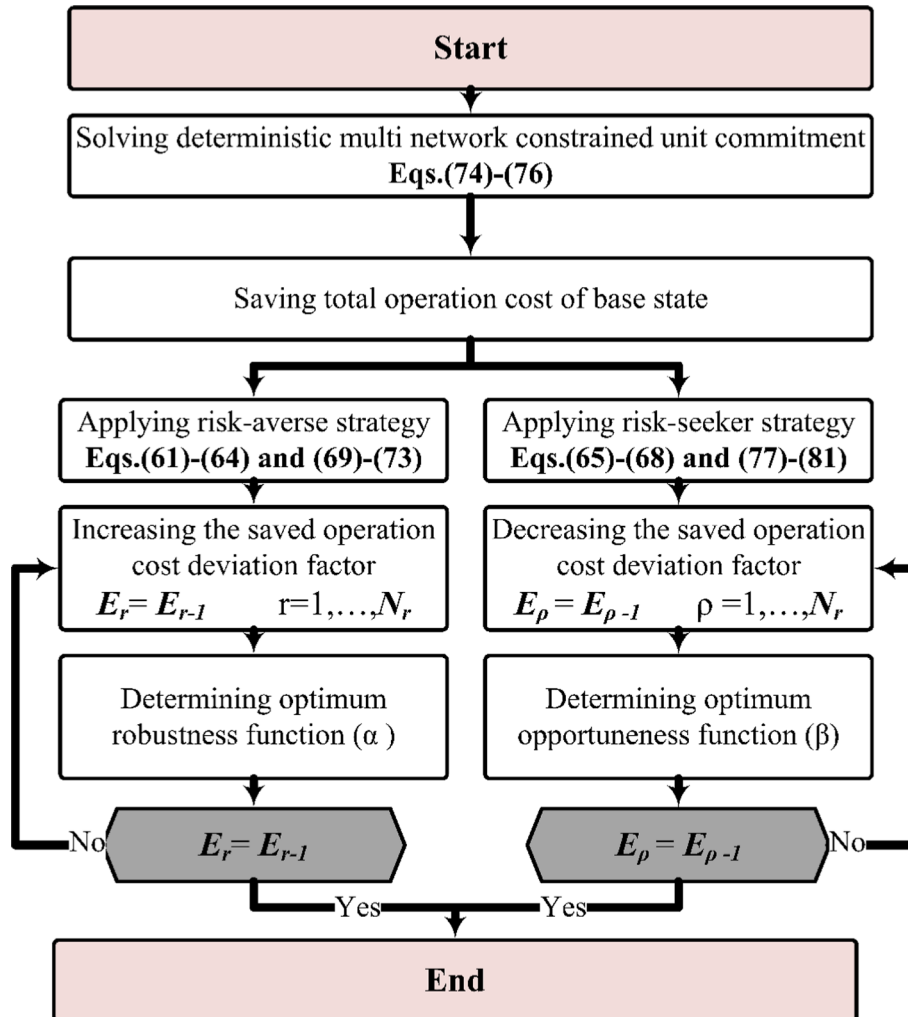 Start
Solving deterministic multi network constrained unit commitment
Eqs.(74)-(76)
Saving total operation cost of base state
Applying risk-averse strategy
Eqs.(61)-(64) and (69)-(73)
Increasing the saved operation
cost deviation factor
E_r= E_r-1 r=1,…,N_r
Determining optimum
robustness function (α )
E_r= E_r-1
No
Yes
Applying risk-seeker strategy
Eqs.(65)-(68) and (77)-(81)
Decreasing the saved operation
cost deviation factor
E_ρ = E_ρ -1 ρ =1,…,N_r
Determining optimum
opportuneness function (β)
E_ρ = E_ρ -1
No
Yes
End